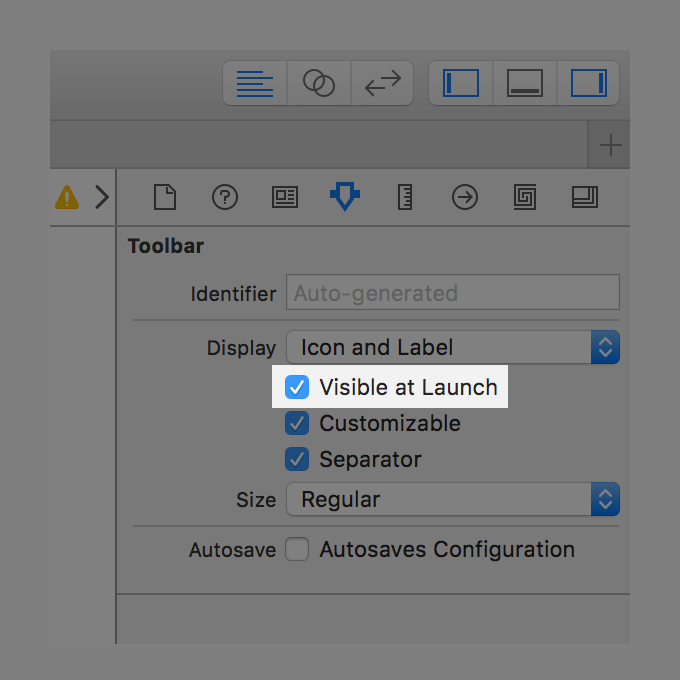 Toolbar
Identifier Auto-generated
Display Icon and Label
Visible at Launch
Customizable
Separator
Size Regular
Autosave Autosaves Configuration